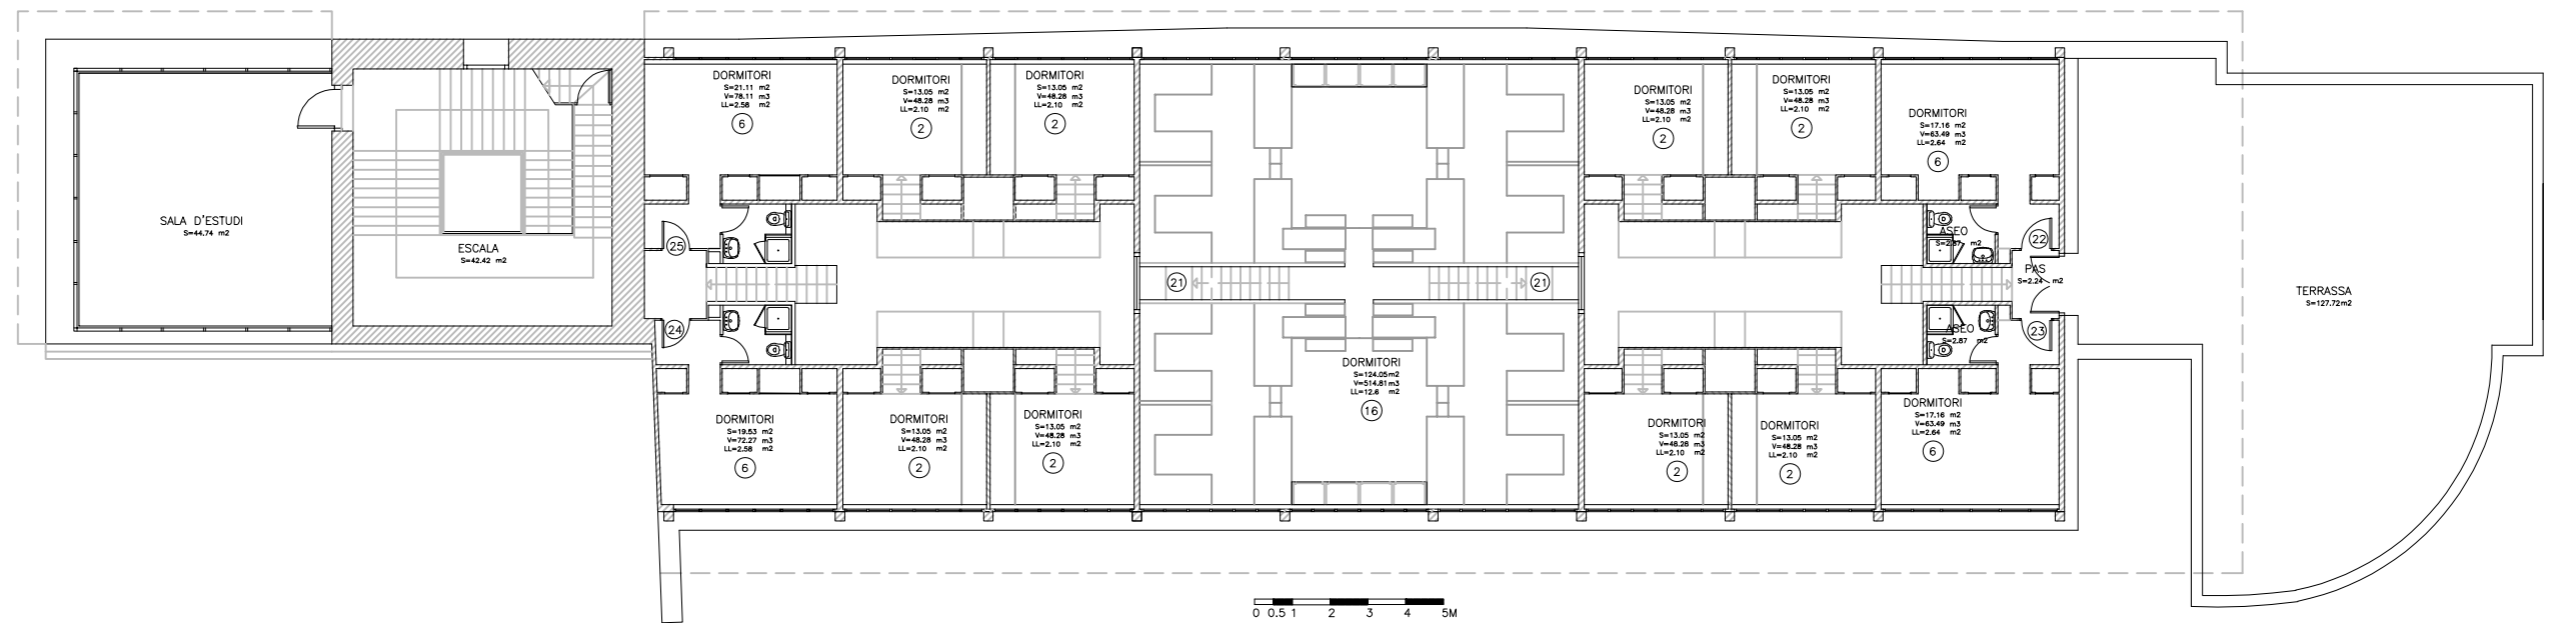 SALA D'ESTUDI
S=44.74 m2
ESCALA
S=42.42 m2
DORMITORI
S=21.11 m2
V=78.11 m3
LL=2.58 m2
6
DORMITORI
S=13.05 m2
V=48.28 m3
LL=2.10 m2
2
DORMITORI
S=13.05 m2
V=48.28 m3
LL=2.10 m2
2
DORMITORI
S=13.05 m2
V=48.28 m3
LL=2.10 m2
2
DORMITORI
S=13.05 m2
V=48.28 m3
LL=2.10 m2
2
DORMITORI
S=17.16 m2
V=63.49 m3
LL=2.64 m2
6
25
24
21
21
ASEO
S=2.87 m2
22
PAS
S=2.24 m2
ASEO
S=2.87 m2
23
TERRASSA
S=127.72m2
DORMITORI
S=19.53 m2
V=72.27 m3
LL=2.58 m2
6
DORMITORI
S=13.05 m2
V=48.28 m3
LL=2.10 m2
2
DORMITORI
S=13.05 m2
V=48.28 m3
LL=2.10 m2
2
DORMITORI
S=124.05m2
V=514.81m3
LL=12.6 m2
16
DORMITORI
S=13.05 m2
V=48.28 m3
LL=2.10 m2
2
DORMITORI
S=13.05 m2
V=48.28 m3
LL=2.10 m2
2
DORMITORI
S=17.16 m2
V=63.49 m3
LL=2.64 m2
6
0 0.5 1 2 3 4 5M